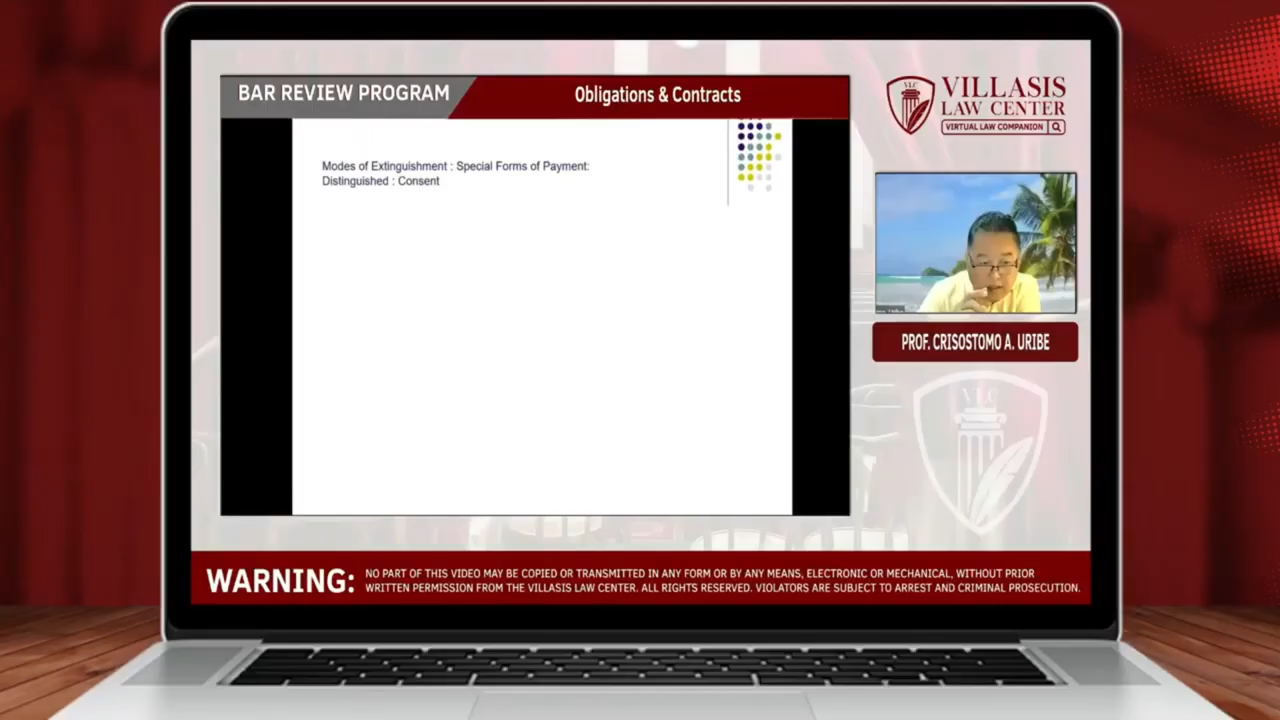 BAR REVIEW PROGRAM
Obligations & Contracts
VLC
VILLASIS
LAW CENTER
VIRTUAL LAW COMPANION
Modes of Extinguishment : Special Forms of Payment:
Distinguished : Consent
PROF. CRISOSTOMO A. URIBE
VLC
WARNING:
NO PART OF THIS VIDEO MAY BE COPIED OR TRANSMITTED IN ANY FORM OR BY ANY MEANS, ELECTRONIC OR MECHANICAL, WITHOUT PRIOR
WRITTEN PERMISSION FROM THE VILLASIS LAW CENTER. ALL RIGHTS RESERVED. VIOLATORS ARE SUBJECT TO ARREST AND CRIMINAL PROSECUTION.